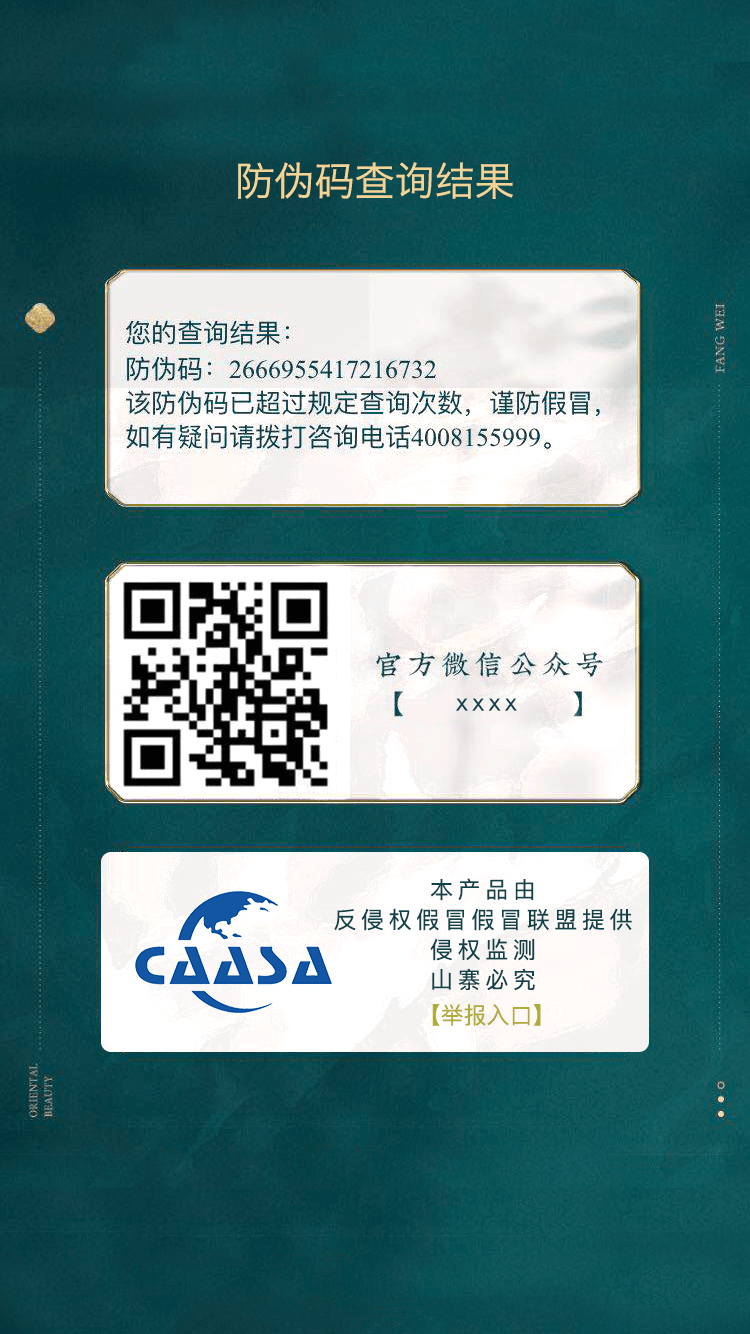 防伪码查询结果
您的查询结果：
防伪码：2666955417216732
该防伪码已超过规定查询次数，谨防假冒，
如有疑问请拨打咨询电话4008155999。
FANG WEI
官方微信公众号
【 xxxx 】
CAASA
本产品由
反侵权假冒假冒联盟提供
侵权监测
山寨必究
【举报入口】
ORIENTAL
BEAUTY